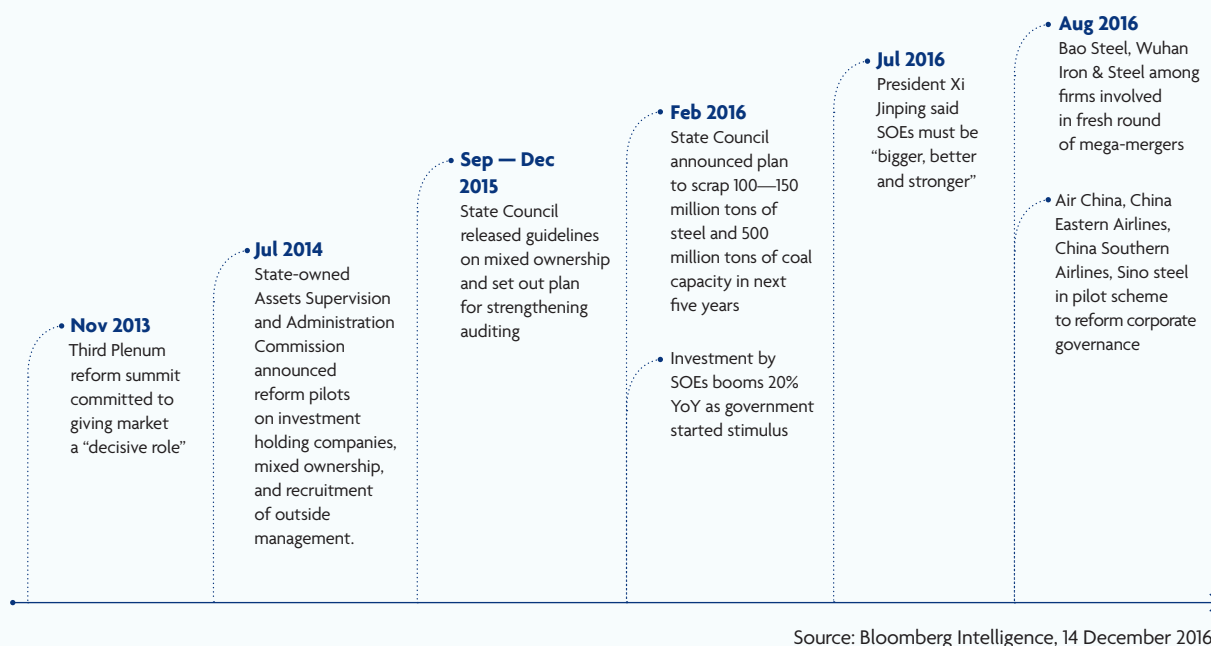 Nov 2013
Third Plenum
reform summit
committed to
giving market
a “decisive role”
Jul 2014
State-owned
Assets Supervision
and Administration
Commission
announced
reform pilots
on investment
holding companies,
mixed ownership,
and recruitment
of outside
management.
Sep — Dec
2015
State Council
released guidelines
on mixed ownership
and set out plan
for strengthening
auditing
Feb 2016
State Council
announced plan
to scrap 100—150
million tons of
steel and 500
million tons of coal
capacity in next
five years
Investment by
SOEs booms 20%
YoY as government
started stimulus
Jul 2016
President Xi
Jinping said
SOEs must be
“bigger, better
and stronger”
Aug 2016
Bao Steel, Wuhan
Iron & Steel among
firms involved
in fresh round
of mega-mergers
Air China, China
Eastern Airlines,
China Southern
Airlines, Sino steel
in pilot scheme
to reform corporate
governance
Source: Bloomberg Intelligence, 14 December 2016